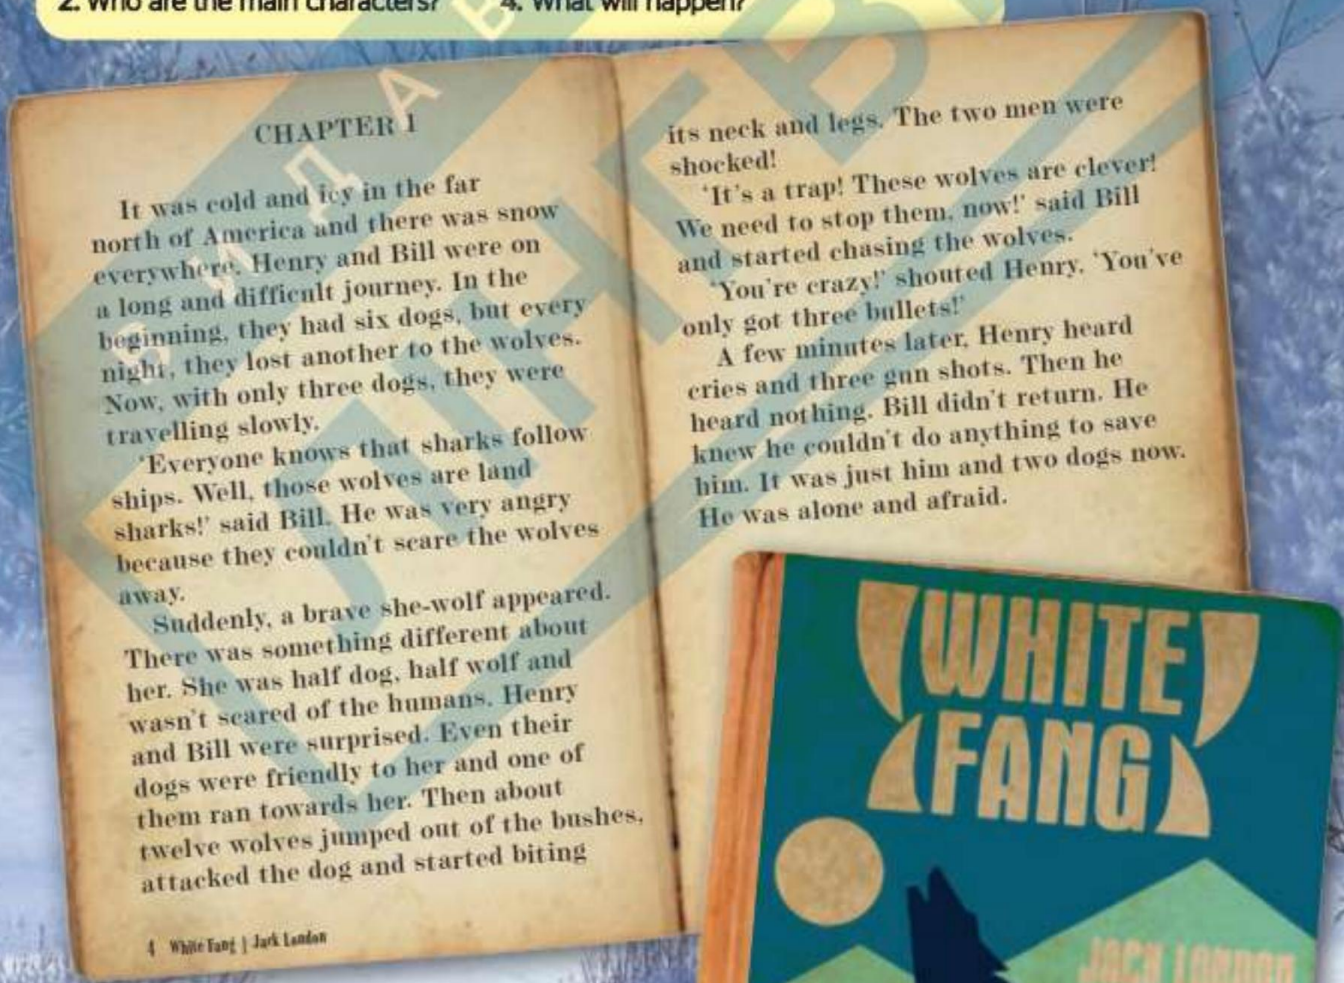 2. Who are the main characters? 4. What will happen?
CHAPTER 1
It was cold and icy in the far
north of America and there was snow
everywhere. Henry and Bill were on
a long and difficult journey. In the
beginning, they had six dogs, but every
night, they lost another to the wolves.
Now, with only three dogs, they were
travelling slowly.
'Everyone knows that sharks follow
ships. Well, those wolves are land
sharks!' said Bill. He was very angry
because they couldn't scare the wolves
away.
Suddenly, a brave she-wolf appeared.
There was something different about
her. She was half dog, half wolf and
wasn't scared of the humans. Henry
and Bill were surprised. Even their
dogs were friendly to her and one of
them ran towards her. Then about
twelve wolves jumped out of the bushes,
attacked the dog and started biting
4 White Fang | Jack London
its neck and legs. The two men were
shocked!
'It's a trap! These wolves are clever!
We need to stop them, now!' said Bill
and started chasing the wolves.
'You're crazy!' shouted Henry. 'You've
only got three bullets!'
A few minutes later, Henry heard
cries and three gun shots. Then he
heard nothing. Bill didn't return. He
knew he couldn't do anything to save
him. It was just him and two dogs now.
He was alone and afraid.
WHITE
FANG
JACK LONDON